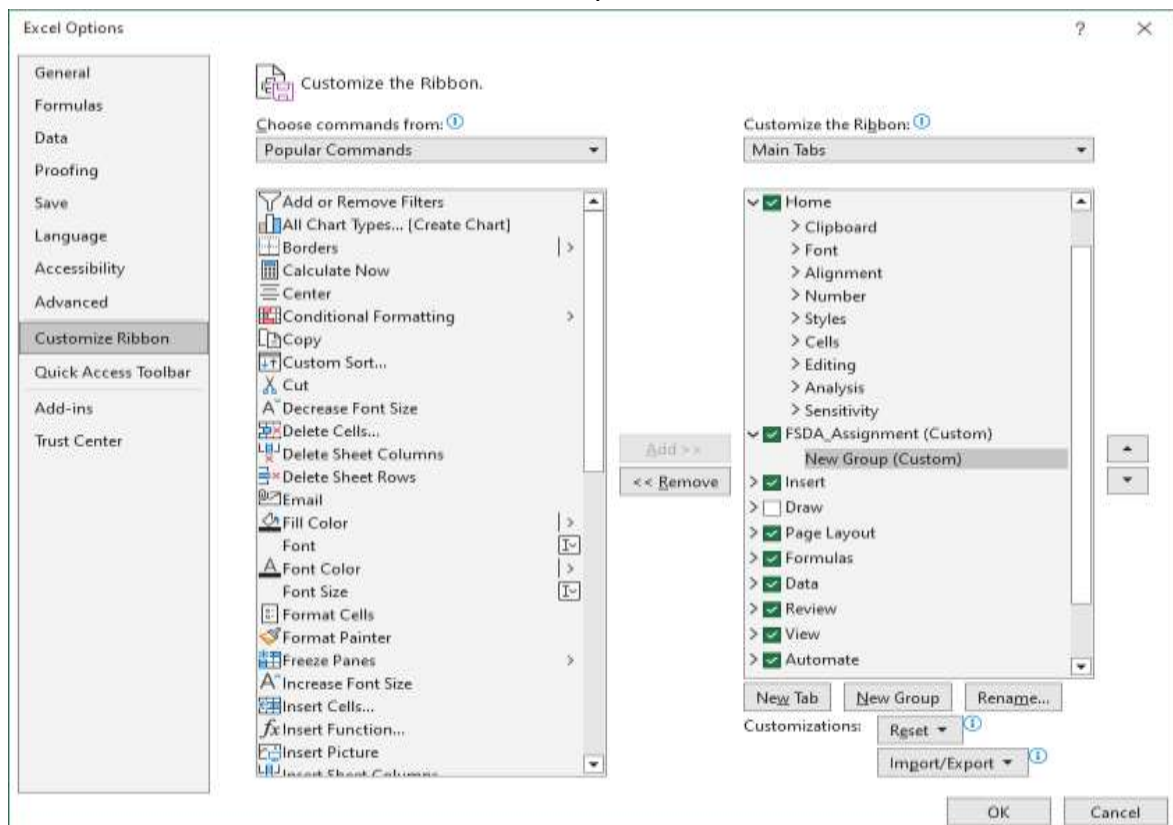 Excel Options
?
General
Formulas
Data
Proofing
Save
Language
Accessibility
Advanced
Customize Ribbon
Quick Access Toolbar
Add-ins
Trust Center
Customize the Ribbon.
Choose commands from:
Popular Commands
Add or Remove Filters
All Chart Types... [Create Chart]
Borders
Calculate Now
Center
Conditional Formatting
Copy
Custom Sort...
Cut
Decrease Font Size
Delete Cells...
Delete Sheet Columns
Delete Sheet Rows
Email
Fill Color
Font
Font Color
Font Size
Format Cells
Format Painter
Freeze Panes
Increase Font Size
Insert Cells...
Insert Function...
Insert Picture
Insert Sheet Columns
Add >>
<< Remove
Customize the Ribbon:
Main Tabs
Home
Clipboard
Font
Alignment
Number
Styles
Cells
Editing
Analysis
Sensitivity
FSDA_Assignment (Custom)
New Group (Custom)
Insert
Draw
Page Layout
Formulas
Data
Review
View
Automate
New Tab
New Group
Rename...
Customizations:
Reset
Import/Export
OK
Cancel